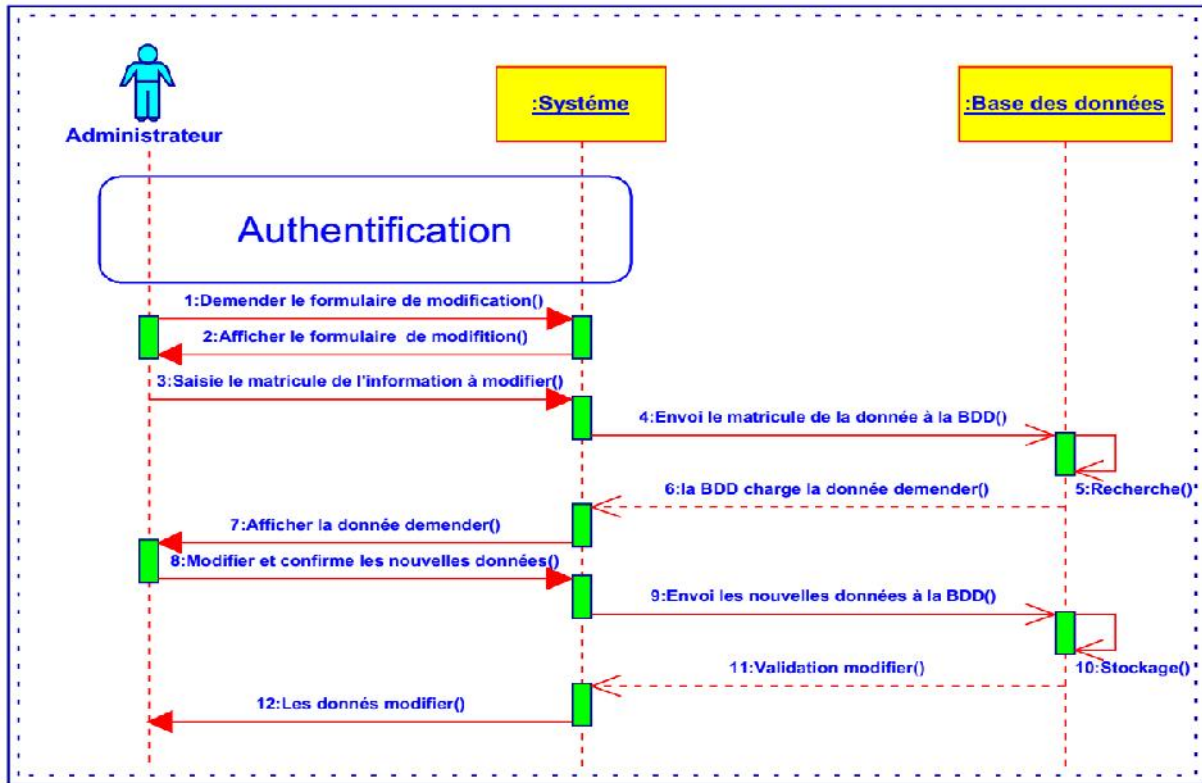 Administrateur
:Systéme
:Base des données
Authentification
1:Demender le formulaire de modification()
2:Afficher le formulaire de modifition()
3:Saisie le matricule de l'information à modifier()
4:Envoi le matricule de la donnée à la BDD()
5:Recherche()
6:la BDD charge la donnée demender()
7:Afficher la donnée demender()
8:Modifier et confirme les nouvelles données()
9:Envoi les nouvelles données à la BDD()
10:Stockage()
11:Validation modifier()
12:Les donnés modifier()